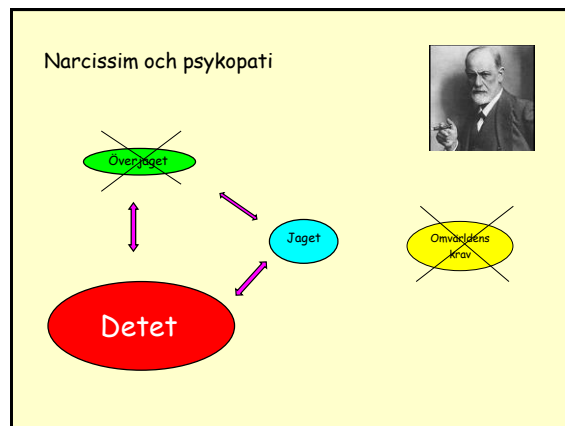 Narcissim och psykopati
Överjaget
Jaget
Omvärldens
krav
Detet